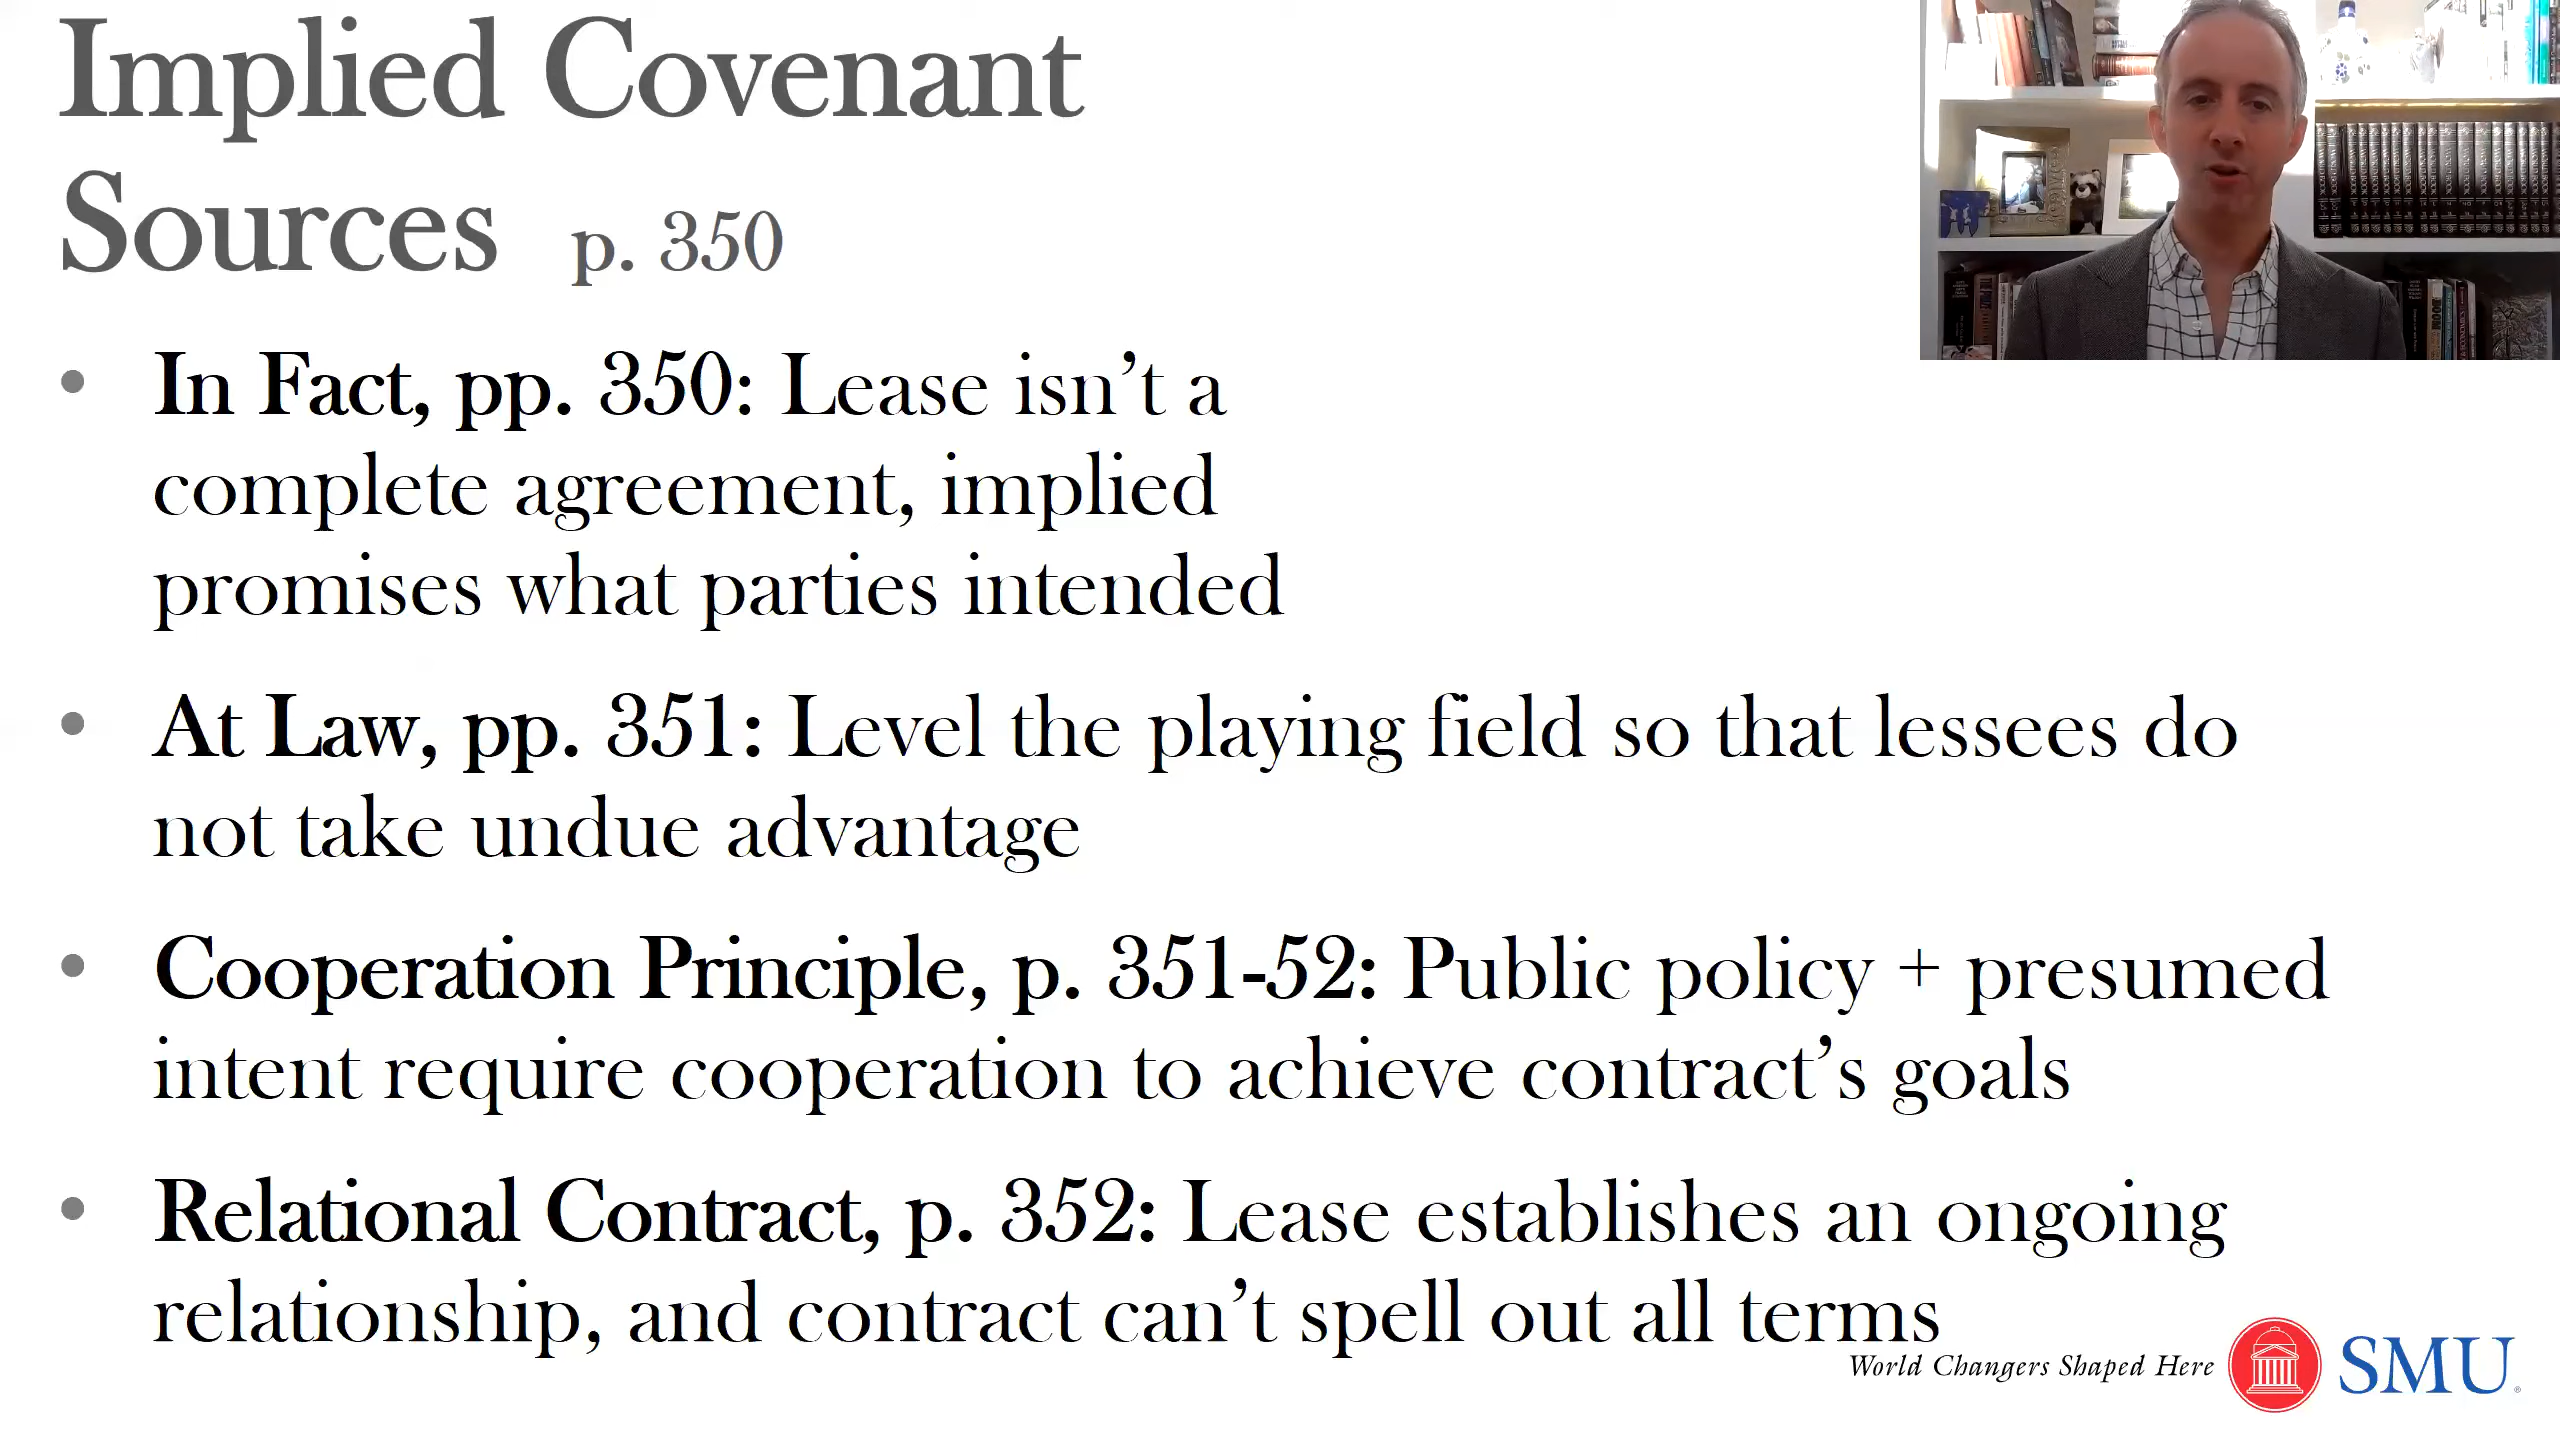 Implied Covenant
Sources p. 350
• In Fact, pp. 350: Lease isn’t a
complete agreement, implied
promises what parties intended
• At Law, pp. 351: Level the playing field so that lessees do
not take undue advantage
• Cooperation Principle, p. 351-52: Public policy + presumed
intent require cooperation to achieve contract’s goals
• Relational Contract, p. 352: Lease establishes an ongoing
relationship, and contract can’t spell out all terms
World Changers Shaped Here
SMU®